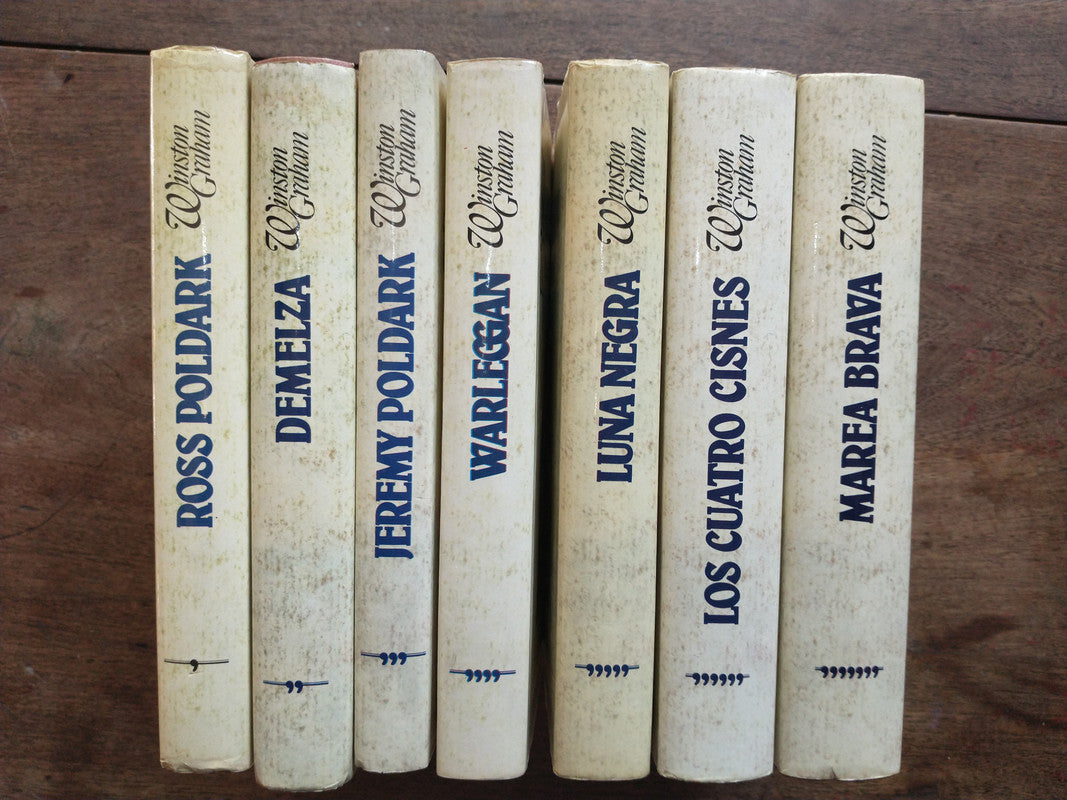 ROSS POLDARK
Winston
Graham
DEMELZA
Winston
Graham
JEREMY POLDARK
Winston
Graham
WARLEGGAN
Winston
Graham
LUNA NEGRA
Winston
Graham
LOS CUATRO CISNES
Winston
Graham
MAREA BRAVA
Winston
Graham